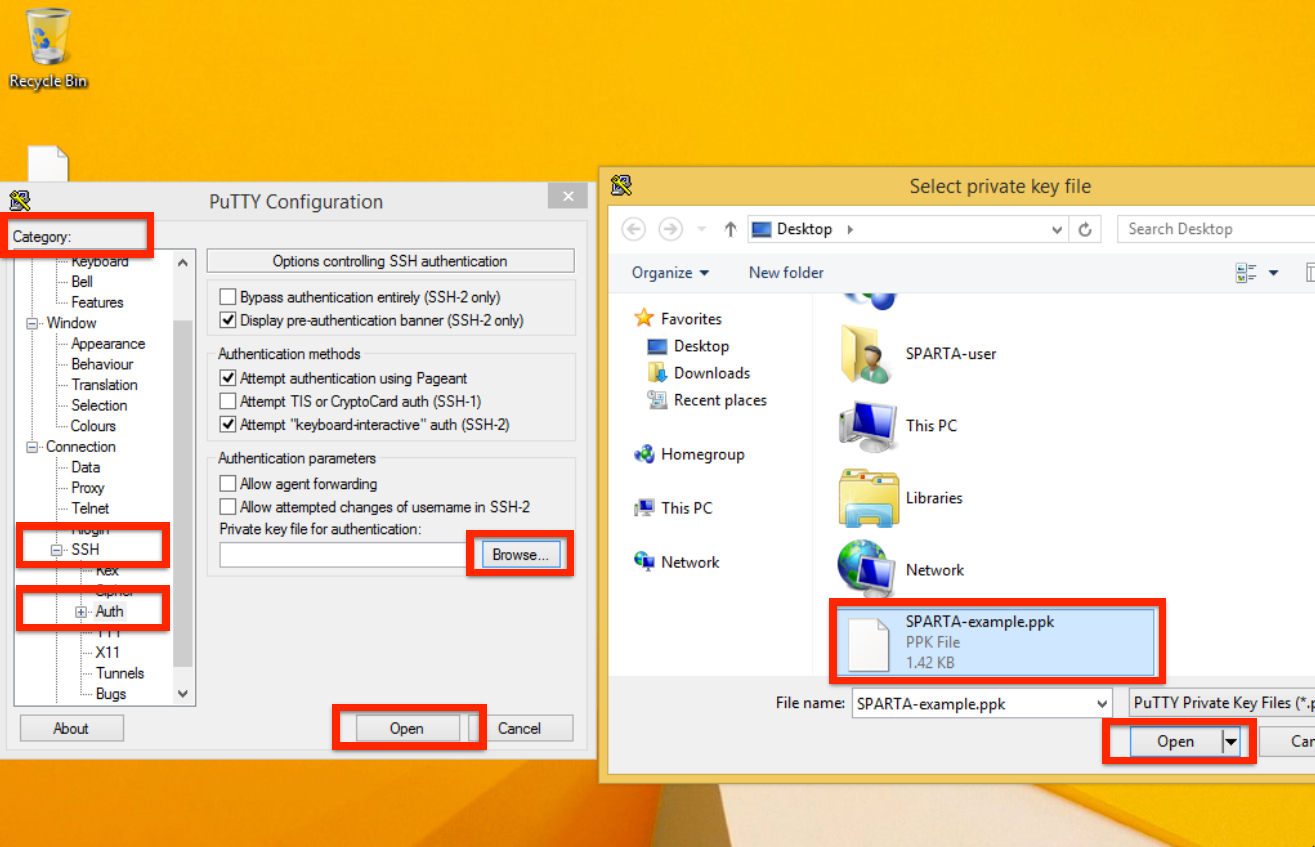 Recycle Bin
PuTTY Configuration
Category:
Keyboard
Bell
Features
Window
Appearance
Behaviour
Translation
Selection
Colours
Connection
Data
Proxy
Telnet
Rlogin
SSH
Kex
Cipher
Auth
TTY
X11
Tunnels
Bugs
Options controlling SSH authentication
Bypass authentication entirely (SSH-2 only)
Display pre-authentication banner (SSH-2 only)
Authentication methods
Attempt authentication using Pageant
Attempt TIS or CryptoCard auth (SSH-1)
Attempt "keyboard-interactive" auth (SSH-2)
Authentication parameters
Allow agent forwarding
Allow attempted changes of username in SSH-2
Private key file for authentication:
Browse...
About
Open
Cancel
Select private key file
Desktop
Search Desktop
Organize
New folder
Favorites
Desktop
Downloads
Recent places
Homegroup
This PC
Network
SPARTA-user
This PC
Libraries
Network
SPARTA-example.ppk
PPK File
1.42 KB
File name:
SPARTA-example.ppk
PuTTY Private Key Files (*.p
Open
Can